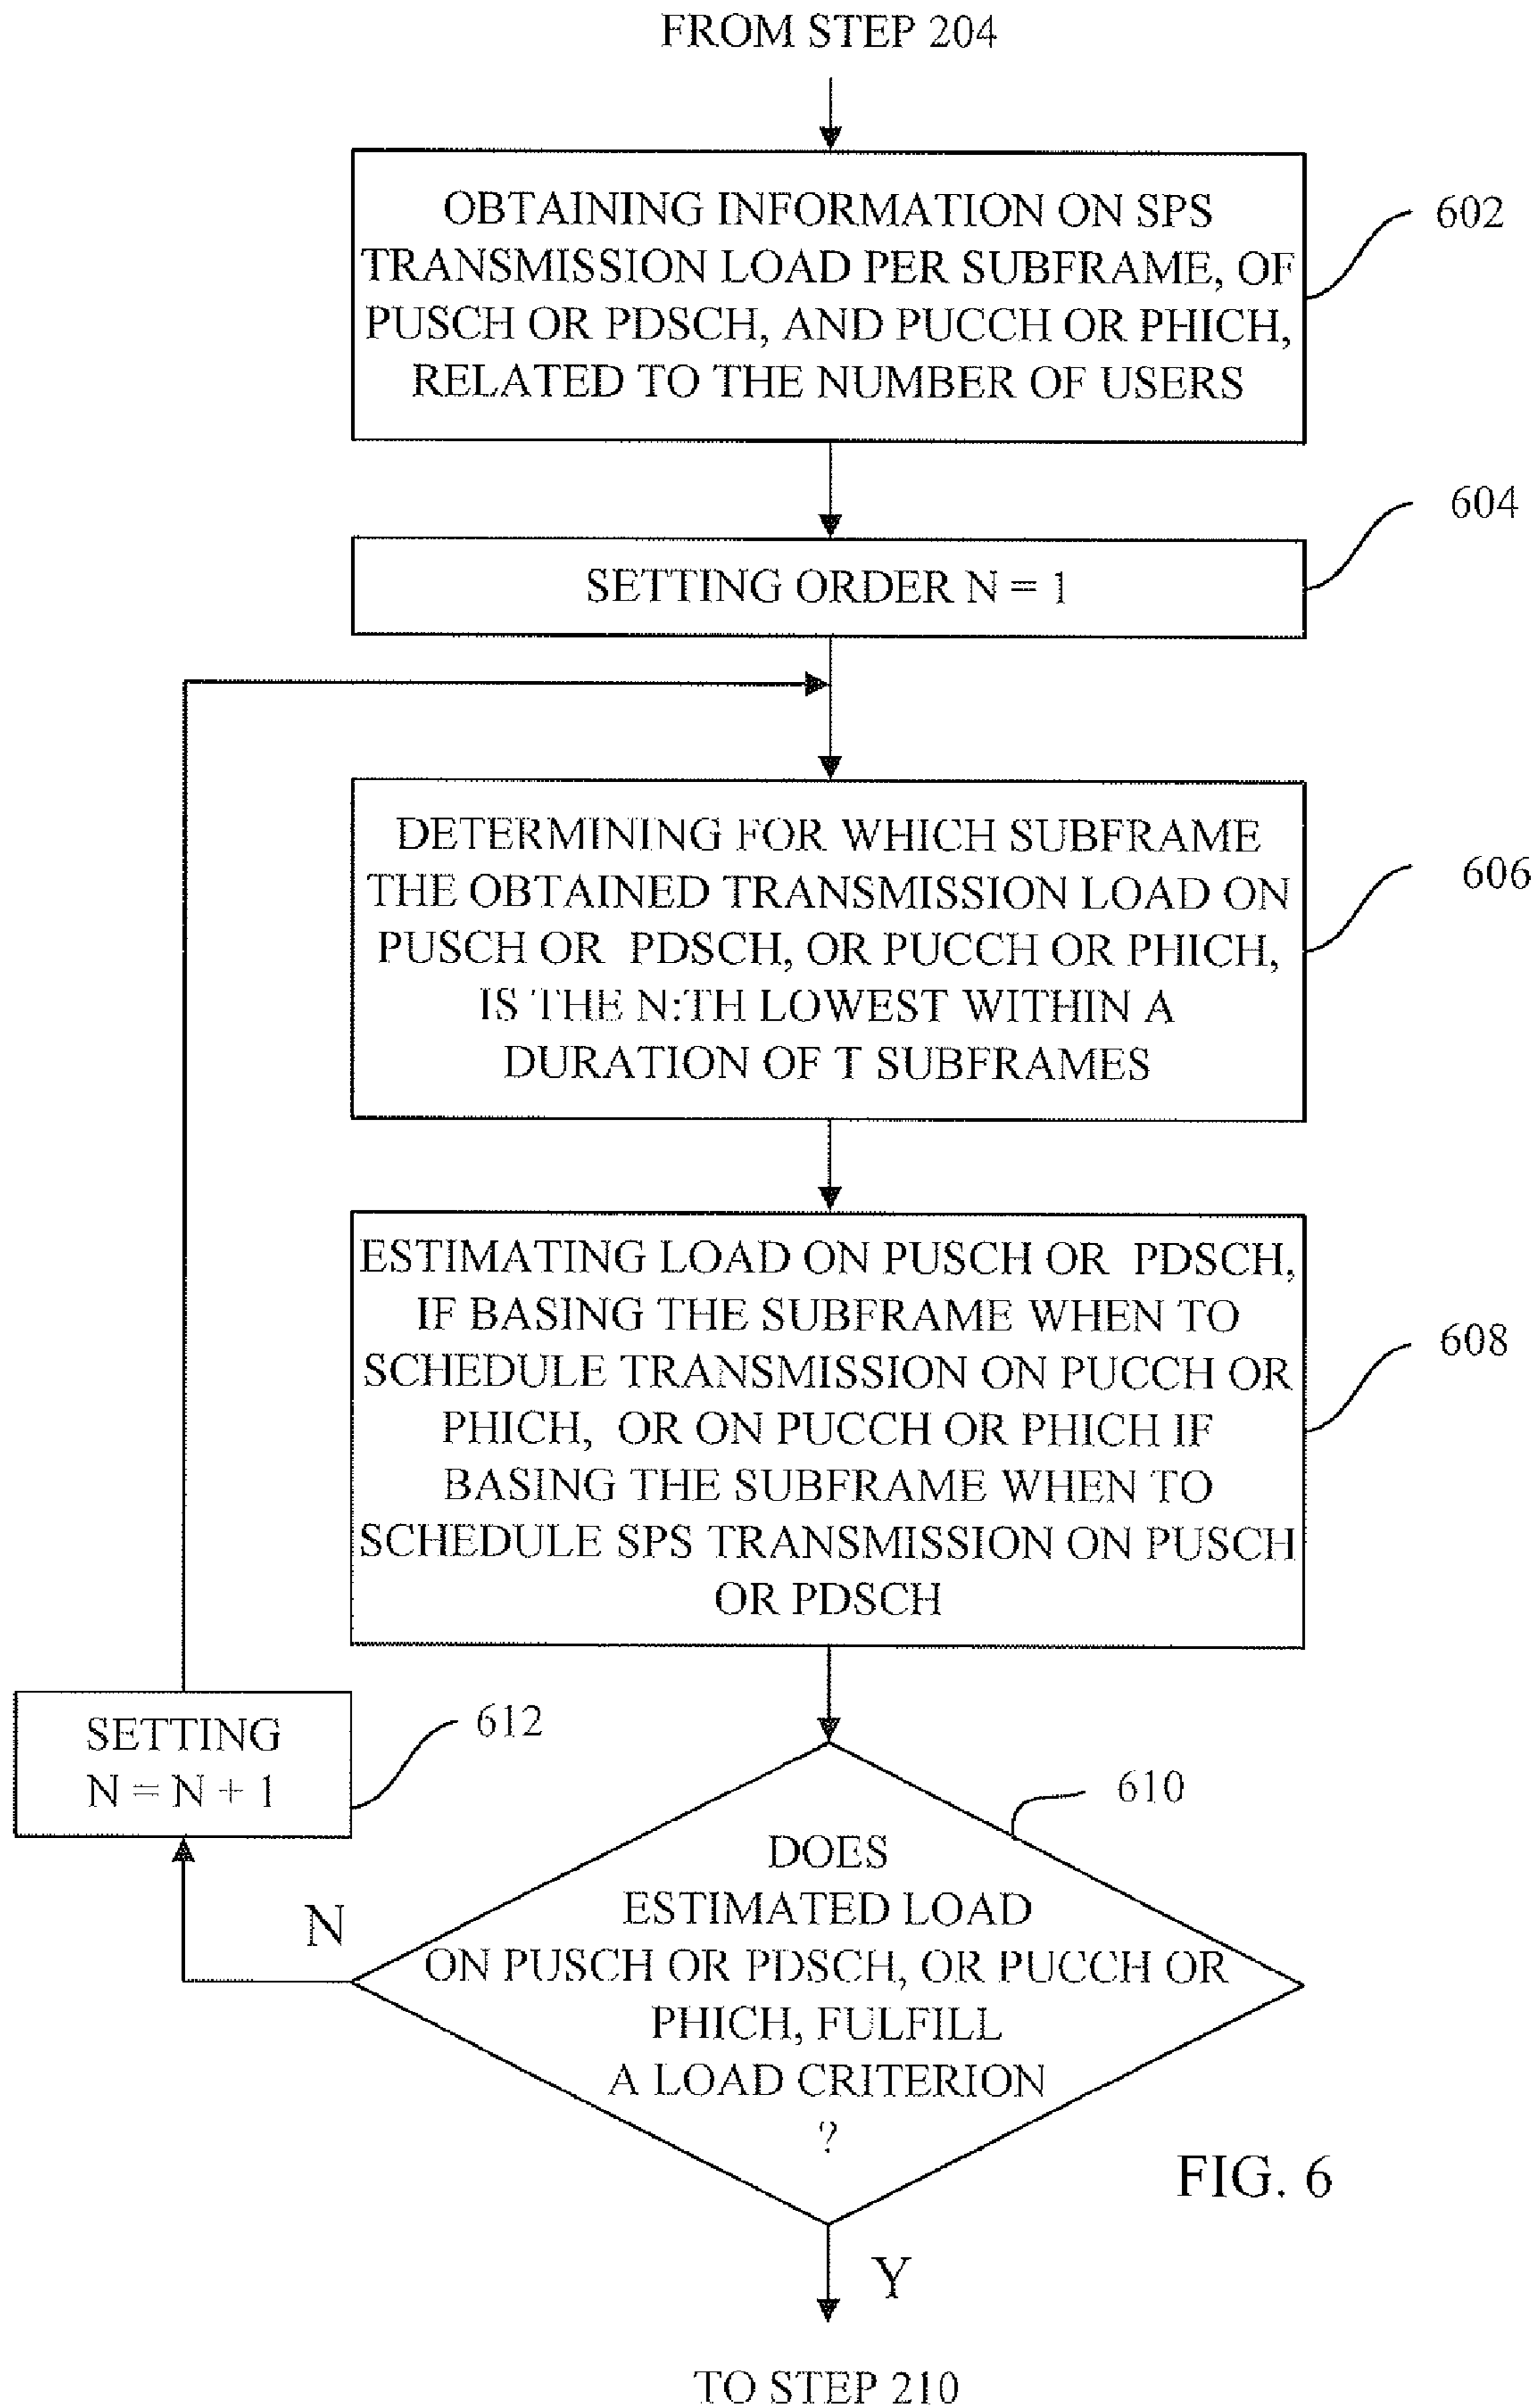 FROM STEP 204
OBTAINING INFORMATION ON SPS
TRANSMISSION LOAD PER SUBFRAME, OF
PUSCH OR PDSCH, AND PUCCH OR PHICH,
RELATED TO THE NUMBER OF USERS
602
604
SETTING ORDER N = 1
DETERMINING FOR WHICH SUBFRAME
THE OBTAINED TRANSMISSION LOAD ON
PUSCH OR PDSCH, OR PUCCH OR PHICH,
IS THE N:TH LOWEST WITHIN A
DURATION OF T SUBFRAMES
606
ESTIMATING LOAD ON PUSCH OR PDSCH,
IF BASING THE SUBFRAME WHEN TO
SCHEDULE TRANSMISSION ON PUCCH OR
PHICH, OR ON PUCCH OR PHICH IF
BASING THE SUBFRAME WHEN TO
SCHEDULE SPS TRANSMISSION ON PUSCH
OR PDSCH
608
SETTING
N = N + 1
612
610
DOES
ESTIMATED LOAD
ON PUSCH OR PDSCH, OR PUCCH OR
PHICH, FULFILL
A LOAD CRITERION
?
N
Y
FIG. 6
TO STEP 210